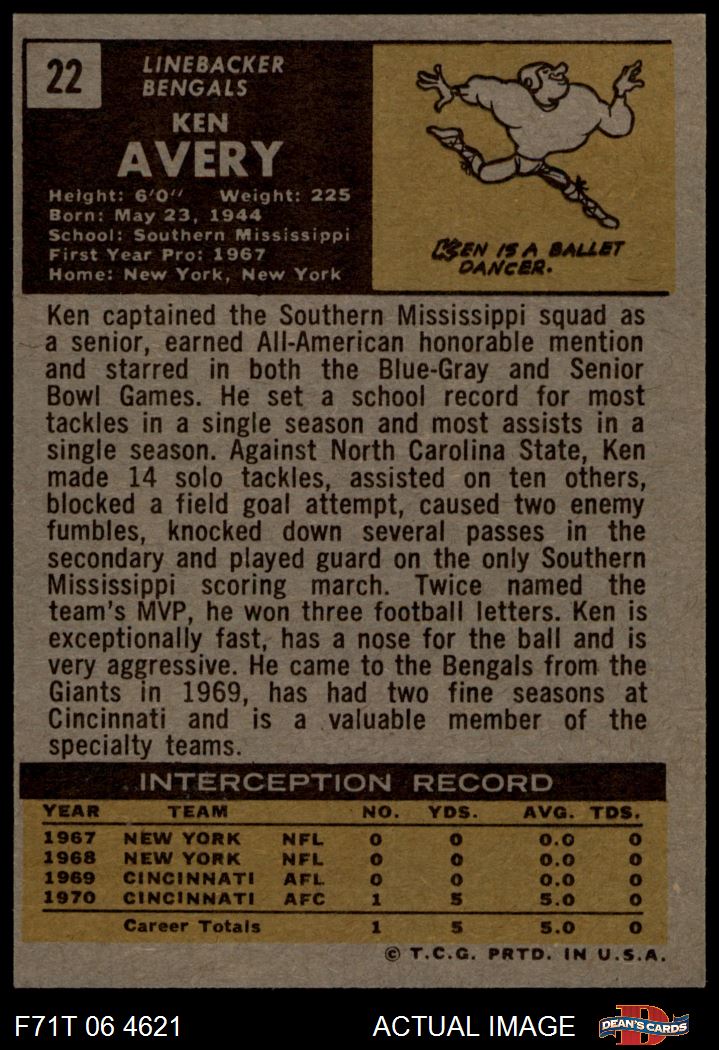 22
LINEBACKER
BENGALS
KEN
AVERY
Height: 6'0" Weight: 225
Born: May 23, 1944
School: Southern Mississippi
First Year Pro: 1967
Home: New York, New York
KEN IS A BALLET
DANCER.
Ken captained the Southern Mississippi squad as
a senior, earned All-American honorable mention
and starred in both the Blue-Gray and Senior
Bowl Games. He set a school record for most
tackles in a single season and most assists in a
single season. Against North Carolina State, Ken
made 14 solo tackles, assisted on ten others,
blocked a field goal attempt, caused two enemy
fumbles, knocked down several passes in the
secondary and played guard on the only Southern
Mississippi scoring march. Twice named the
team's MVP, he won three football letters. Ken is
exceptionally fast, has a nose for the ball and is
very aggressive. He came to the Bengals from the
Giants in 1969, has had two fine seasons at
Cincinnati and is a valuable member of the
specialty teams.
INTERCEPTION RECORD
YEAR TEAM NO. YDS. AVG. TDS.
1967 NEW YORK NFL 0 0 0.0 0
1968 NEW YORK NFL 0 0 0.0 0
1969 CINCINNATI AFL 0 0 0.0 0
1970 CINCINNATI AFC 1 5 5.0 0
Career Totals 1 5 5.0 0
© T.C.G. PRTD. IN U.S.A.
F71T 06 4621 ACTUAL IMAGE
D
DEAN'S CARDS